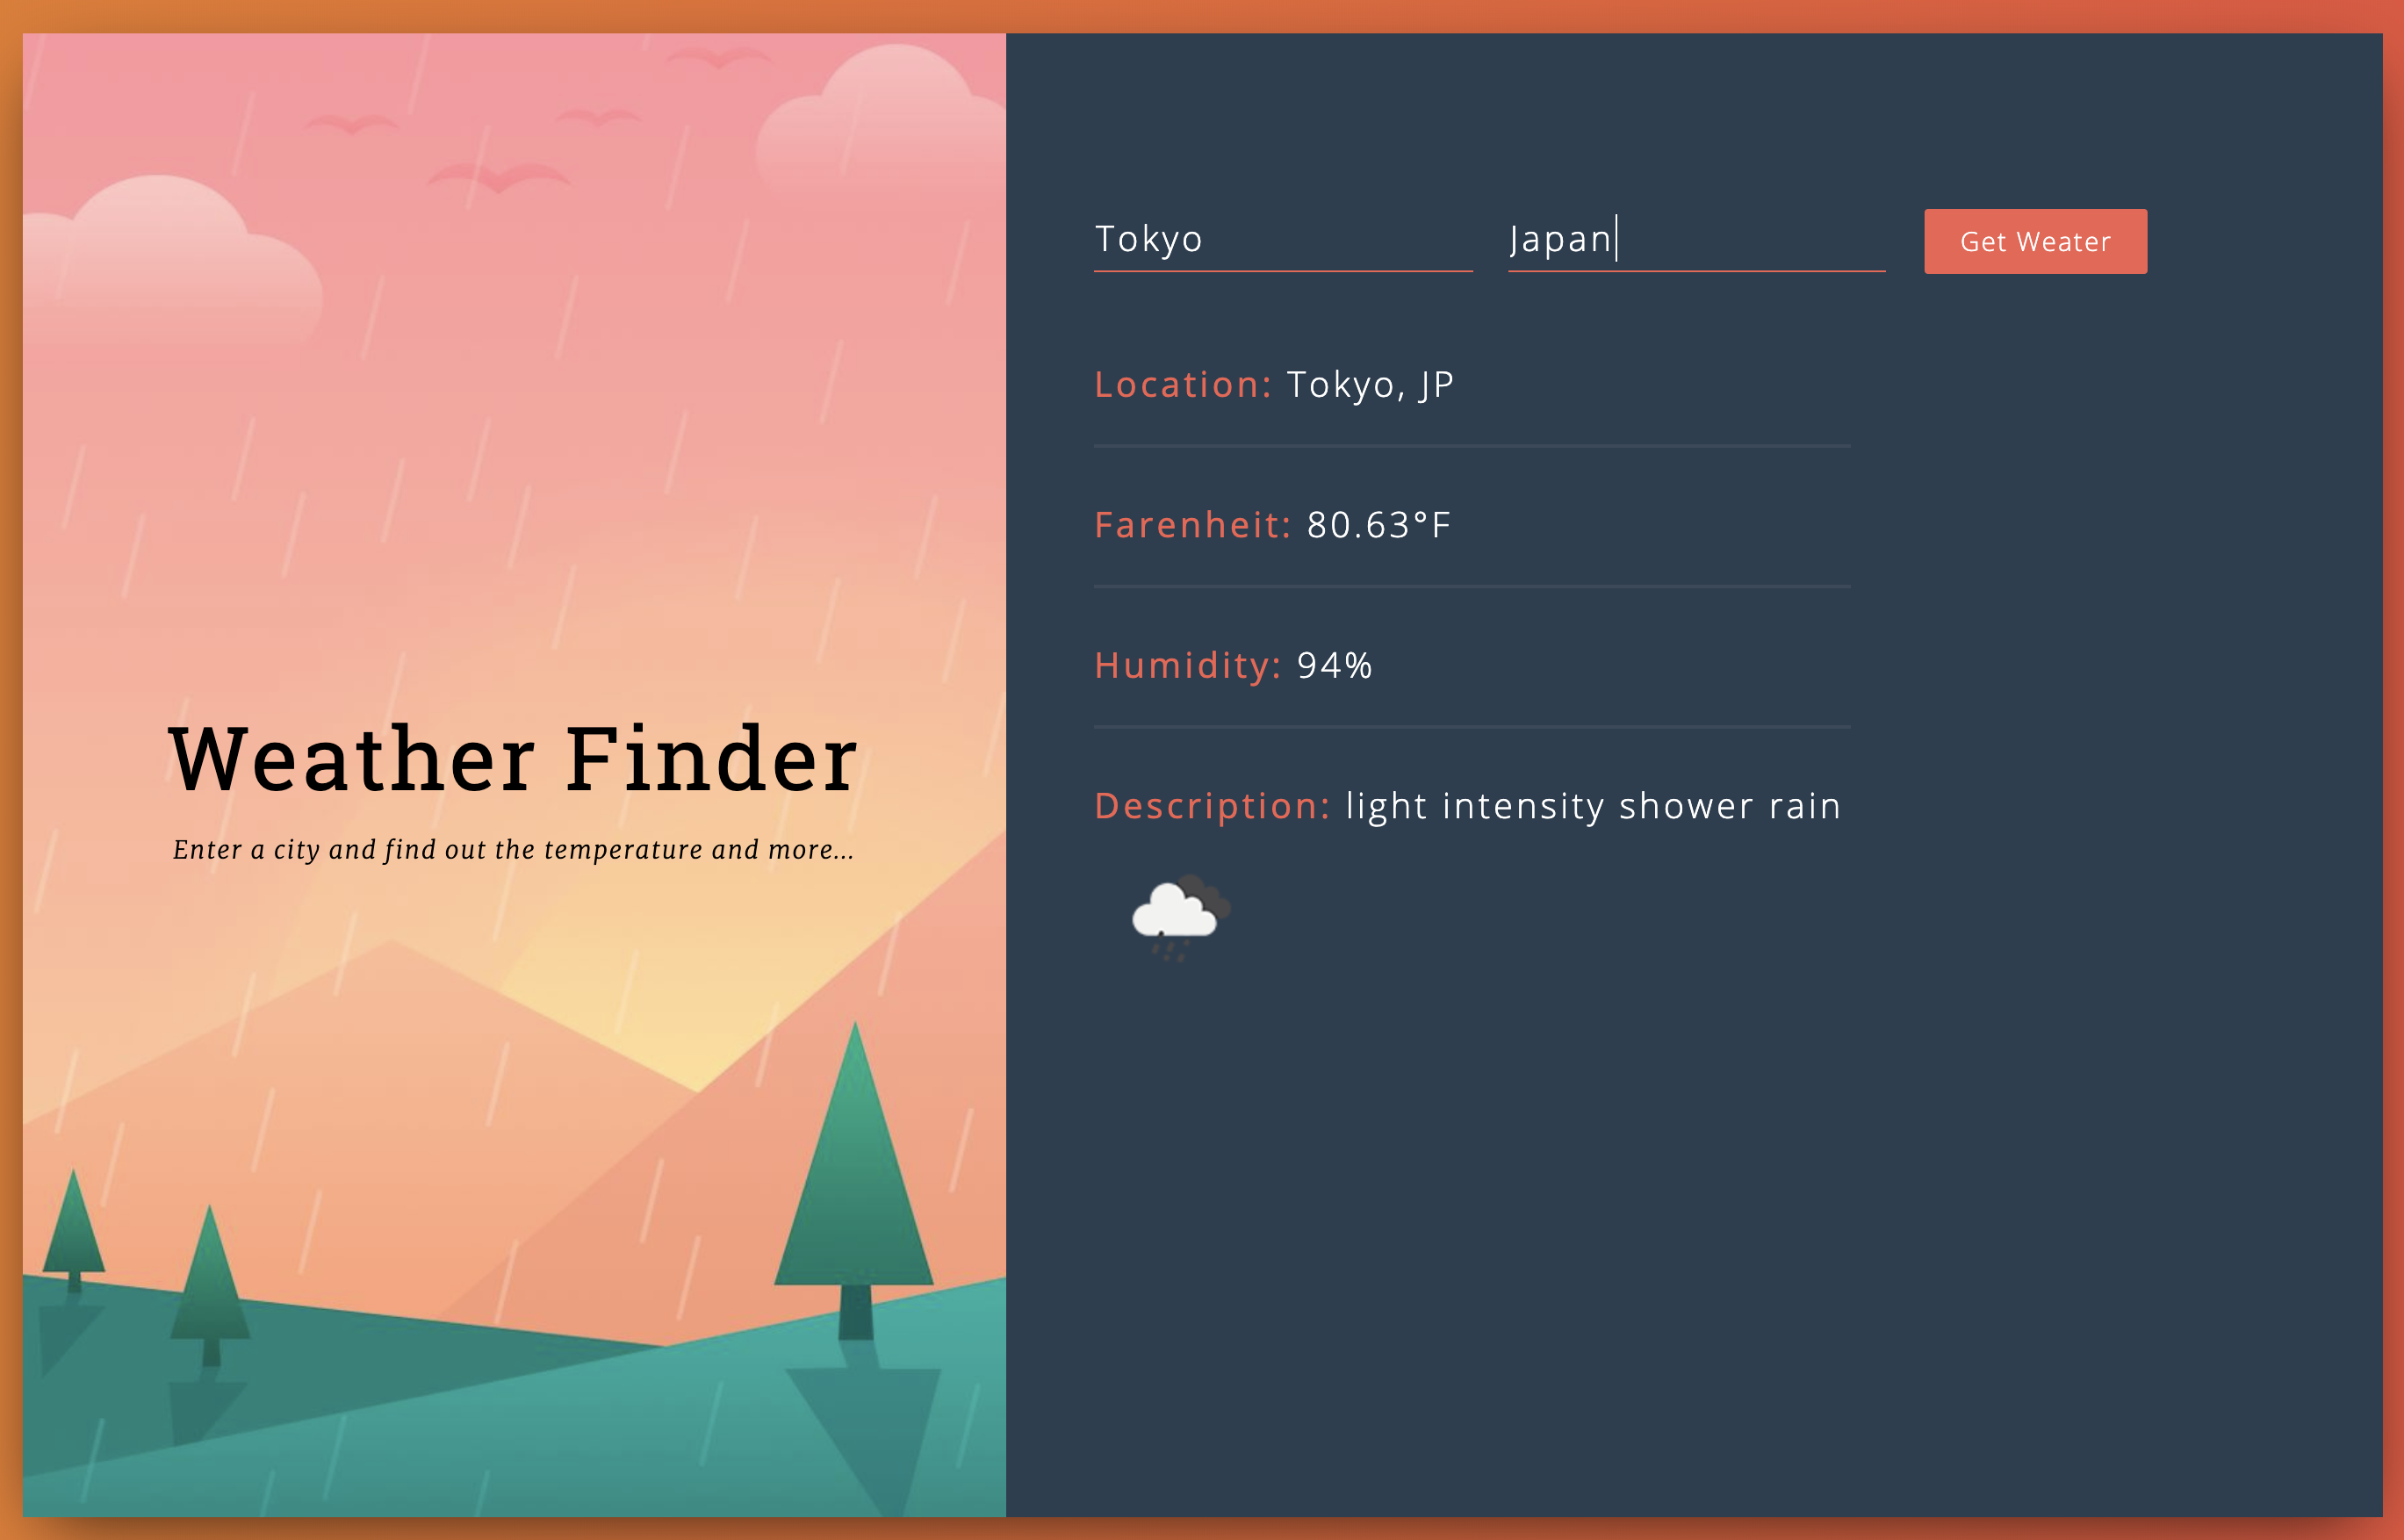 Weather Finder
Enter a city and find out the temperature and more...
Tokyo
Japan
Get Weater
Location: Tokyo, JP
Farenheit: 80.63°F
Humidity: 94%
Description: light intensity shower rain